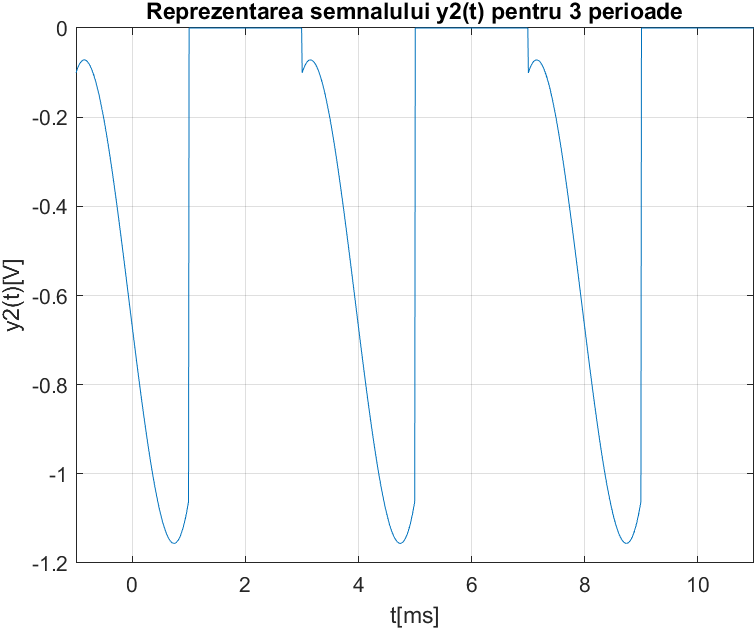 Reprezentarea semnalului y2(t) pentru 3 perioade
0
-0.2
-0.4
-0.6
-0.8
-1
-1.2
y2(t)[V]
0 2 4 6 8 10
t[ms]